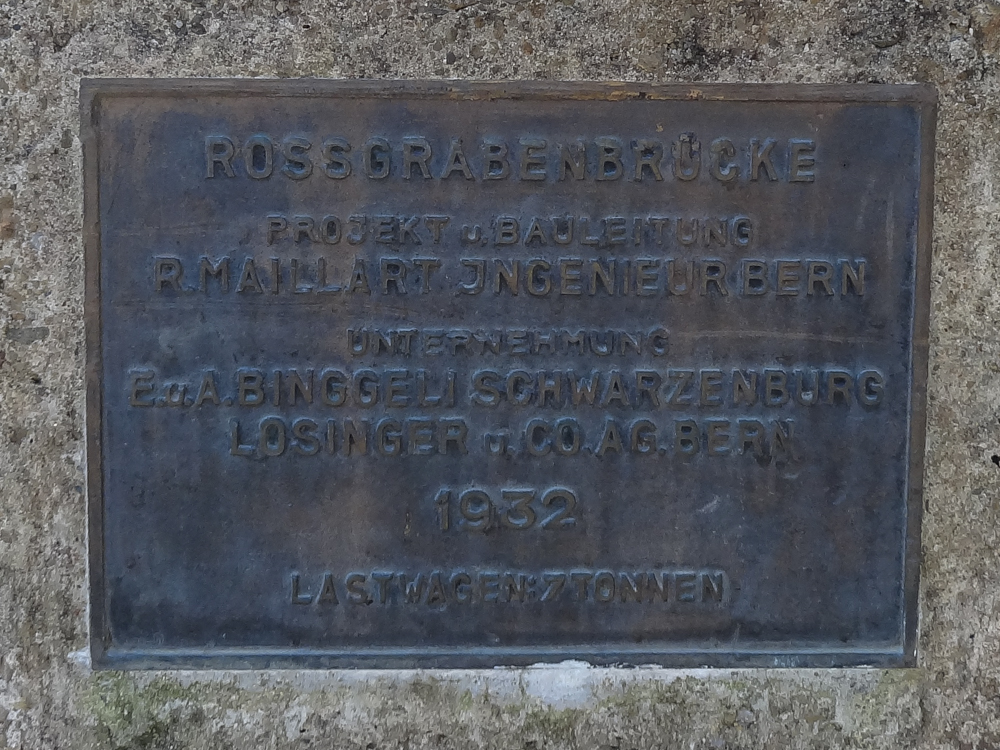 ROSSGRABENBRÜCKE
PROJEKT u. BAULEITUNG
R. MAILLART JNGENIEUR BERN
UNTERNEHMUNG
E. u. A. BINGGELI SCHWARZENBURG
LOSINGER u. CO. AG. BERN
1932
LASTWAGEN: 7 TONNEN